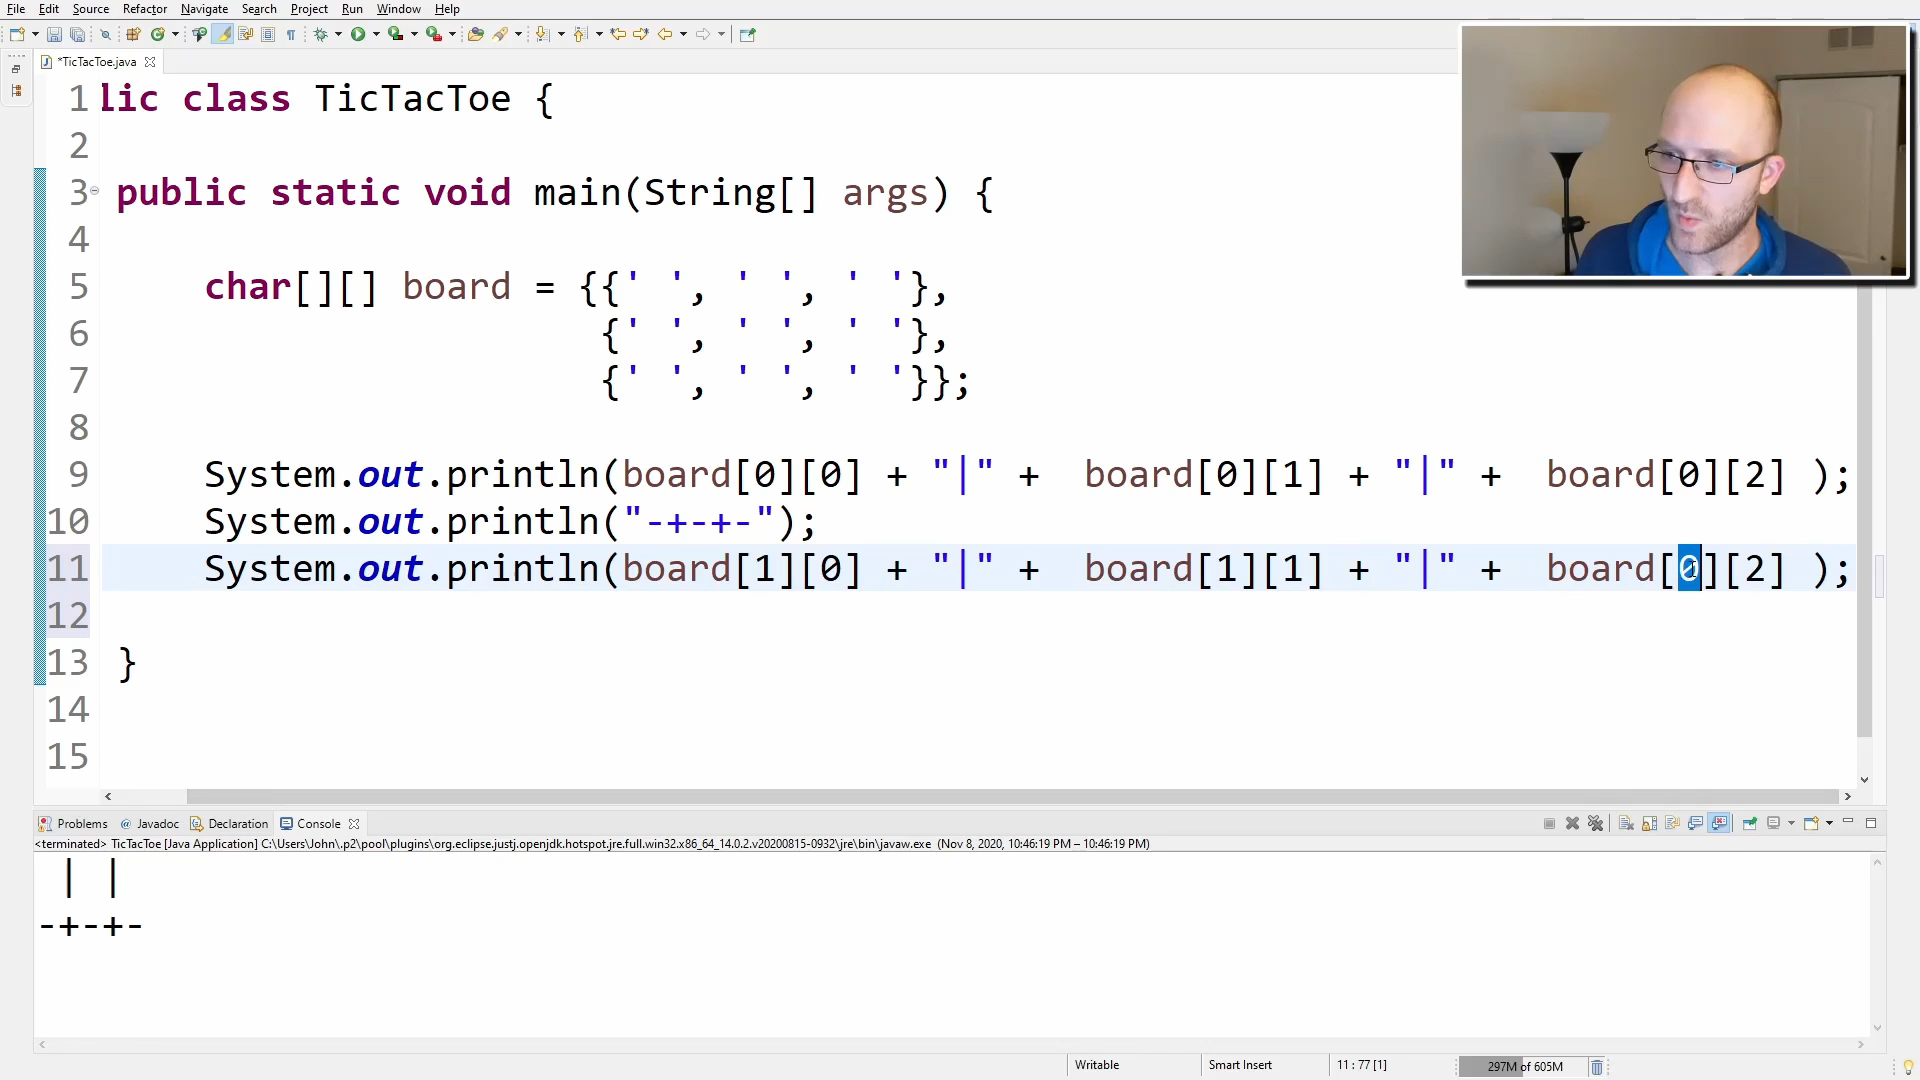 File Edit Source Refactor Navigate Search Project Run Window Help
*TicTacToe.java
1 lic class TicTacToe {
2
3 public static void main(String[] args) {
4
5 char[][] board = {{' ', ' ', ' '},
6 {' ', ' ', ' '},
7 {' ', ' ', ' '}};
8
9 System.out.println(board[0][0] + "|" +  board[0][1] + "|" +  board[0][2] );
10 System.out.println("-+-+-");
11 System.out.println(board[1][0] + "|" +  board[1][1] + "|" +  board[0][2] );
12
13 }
14
15
Problems Javadoc Declaration Console
<terminated> TicTacToe [Java Application] C:\Users\John\.p2\pool\plugins\org.eclipse.justj.openjdk.hotspot.jre.full.win32.x86_64_14.0.2.v20200815-0932\jre\bin\javaw.exe (Nov 8, 2020, 10:46:19 PM – 10:46:19 PM)
| |
-+-+-
Writable Smart Insert 11 : 77 [1] 297M of 605M